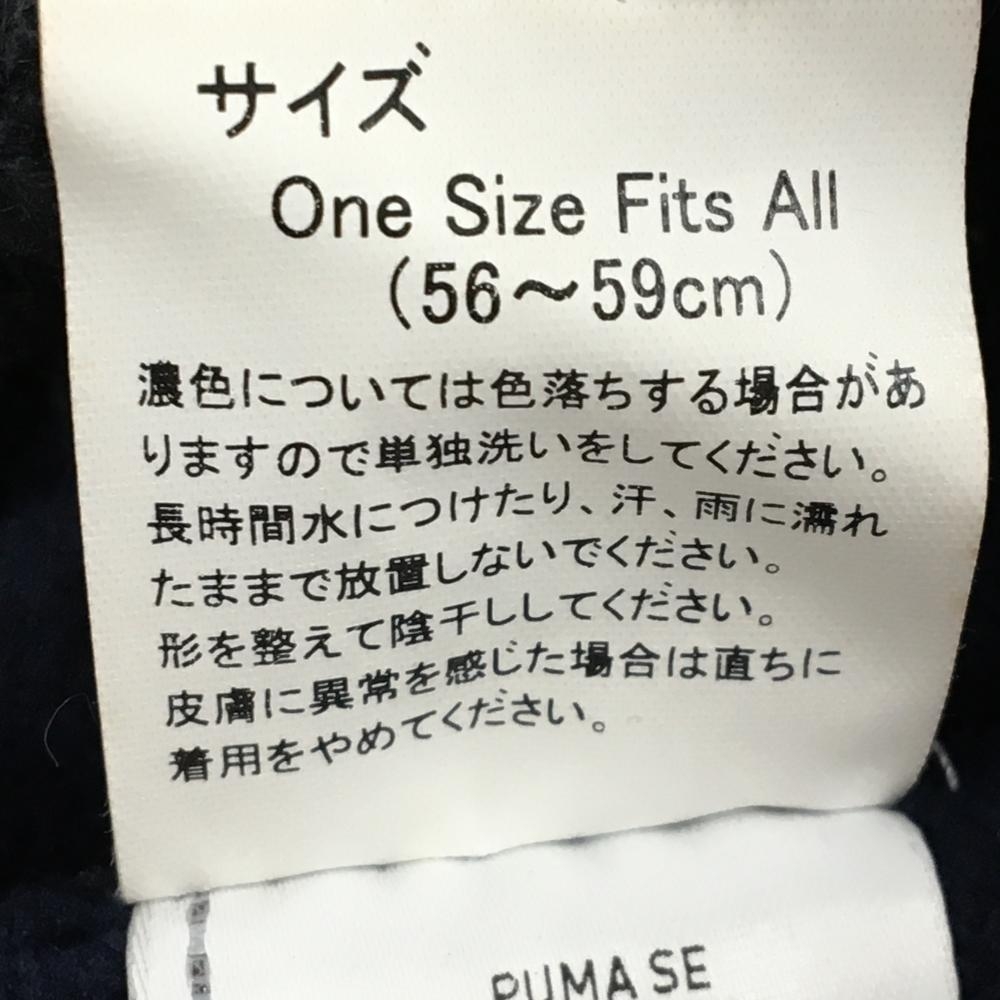 サイズ
One Size Fits All
(56～59cm)
濃色については色落ちする場合があ
りますので単独洗いをしてください。
長時間水につけたり、汗、雨に濡れ
たままで放置しないでください。
形を整えて陰干ししてください。
皮膚に異常を感じた場合は直ちに
着用をやめてください。
PUMA SE